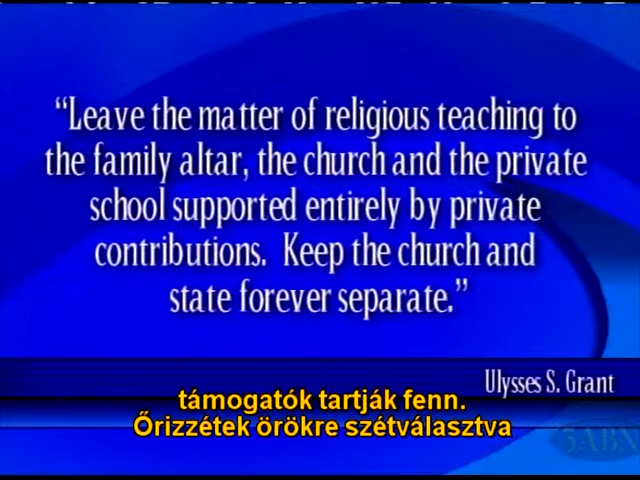 “Leave the matter of religious teaching to
the family altar, the church and the private
school supported entirely by private
contributions. Keep the church and
state forever separate.”
Ulysses S. Grant
támogatók tartják fenn.
Őrizzétek örökre szétválasztva
3ABN